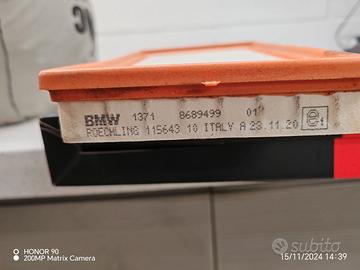 BMW 1371 8689499 01
ROECHLING 115643 10 ITALY A 23.11.20
HONOR 90
200MP Matrix Camera
subito
15/11/2024 14:39